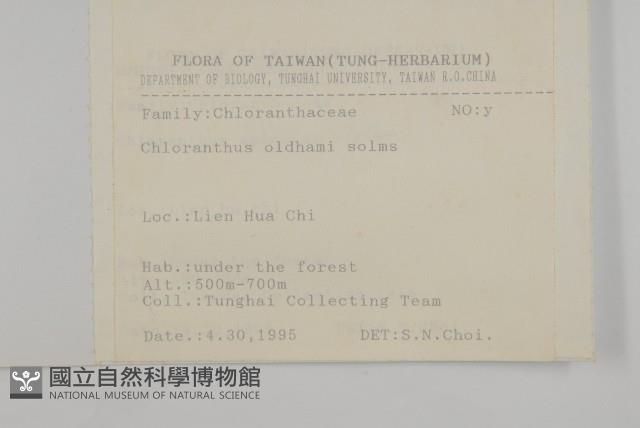 FLORA OF TAIWAN(TUNG-HERBARIUM)
DEPARTMENT OF BIOLOGY, TUNGHAI UNIVERSITY, TAIWAN R.O.CHINA
Family:Chloranthaceae NO:y
Chloranthus oldhami solms
Loc.:Lien Hua Chi
Hab.:under the forest
Alt.:500m-700m
Coll.:Tunghai Collecting Team
Date.:4.30,1995 DET:S.N.Choi.
國立自然科學博物館
NATIONAL MUSEUM OF NATURAL SCIENCE